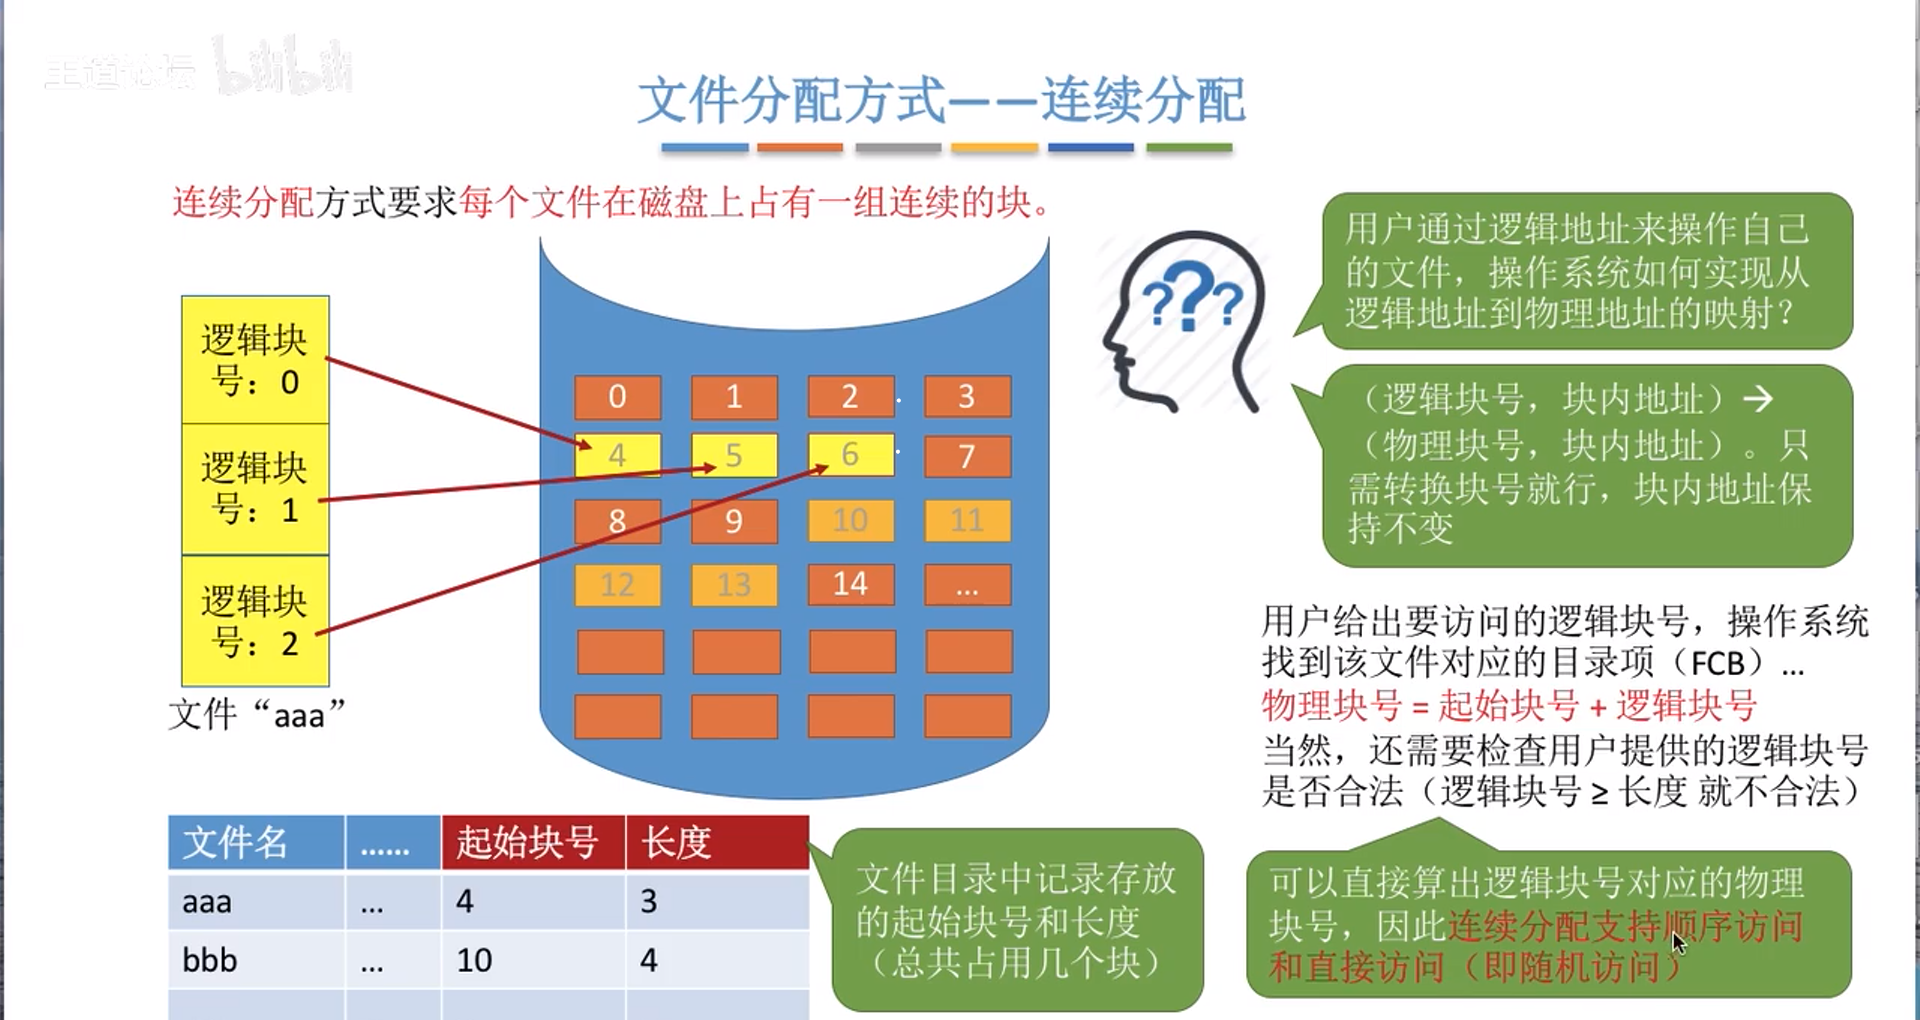 王道论坛 bilibili
文件分配方式——连续分配
连续分配方式要求每个文件在磁盘上占有一组连续的块。
逻辑块
号：0
逻辑块
号：1
逻辑块
号：2
文件“aaa”
0 1 2 3
4 5 6 7
8 9 10 11
12 13 14 ...
???
用户通过逻辑地址来操作自己
的文件，操作系统如何实现从
逻辑地址到物理地址的映射？
（逻辑块号，块内地址）→
（物理块号，块内地址）。只
需转换块号就行，块内地址保
持不变
用户给出要访问的逻辑块号，操作系统
找到该文件对应的目录项（FCB）...
物理块号 = 起始块号 + 逻辑块号
当然，还需要检查用户提供的逻辑块号
是否合法（逻辑块号 ≥ 长度 就不合法）
可以直接算出逻辑块号对应的物理
块号，因此连续分配支持顺序访问
和直接访问（即随机访问）
文件名 …… 起始块号 长度
aaa ... 4 3
bbb ... 10 4
文件目录中记录存放
的起始块号和长度
（总共占用几个块）